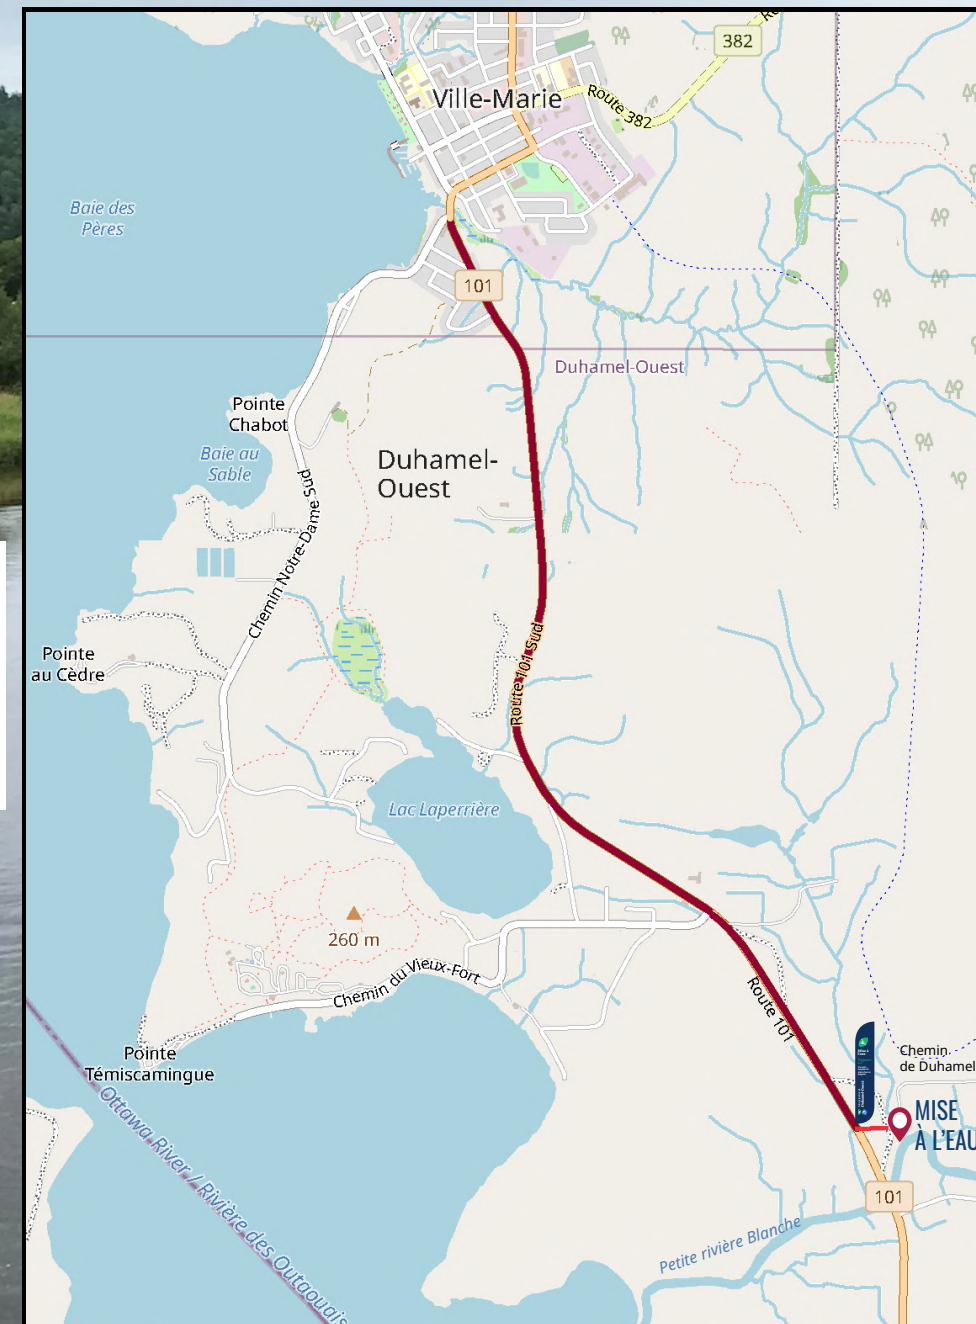 382
Ville-Marie
Route 382
Baie des
Pères
101
Duhamel-Ouest
Pointe
Chabot
Baie au
Sable
Duhamel-
Ouest
Chemin Notre-Dame Sud
Pointe
au Cèdre
Route 101 Sud
Lac Laperrière
260 m
Chemin du Vieux-Fort
Route 101
Pointe
Témiscamingue
Chemin
de Duhamel
MISE
À L'EAU
Ottawa River / Rivière des Outaouais
101
Petite rivière Blanche